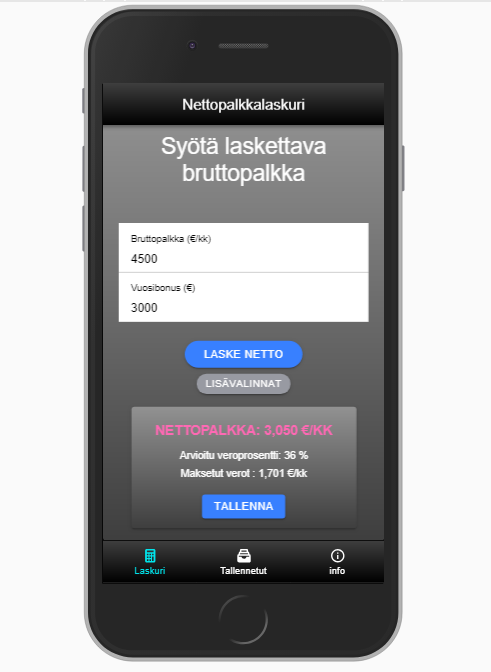 Nettopalkkalaskuri
Syötä laskettava
bruttopalkka
Bruttopalkka (€/kk)
4500
Vuosibonus (€)
3000
LASKE NETTO
LISÄVALINNAT
NETTOPALKKA: 3,050 €/KK
Arvioitu veroprosentti: 36 %
Maksetut verot : 1,701 €/kk
TALLENNA
Laskuri
Tallennetut
info